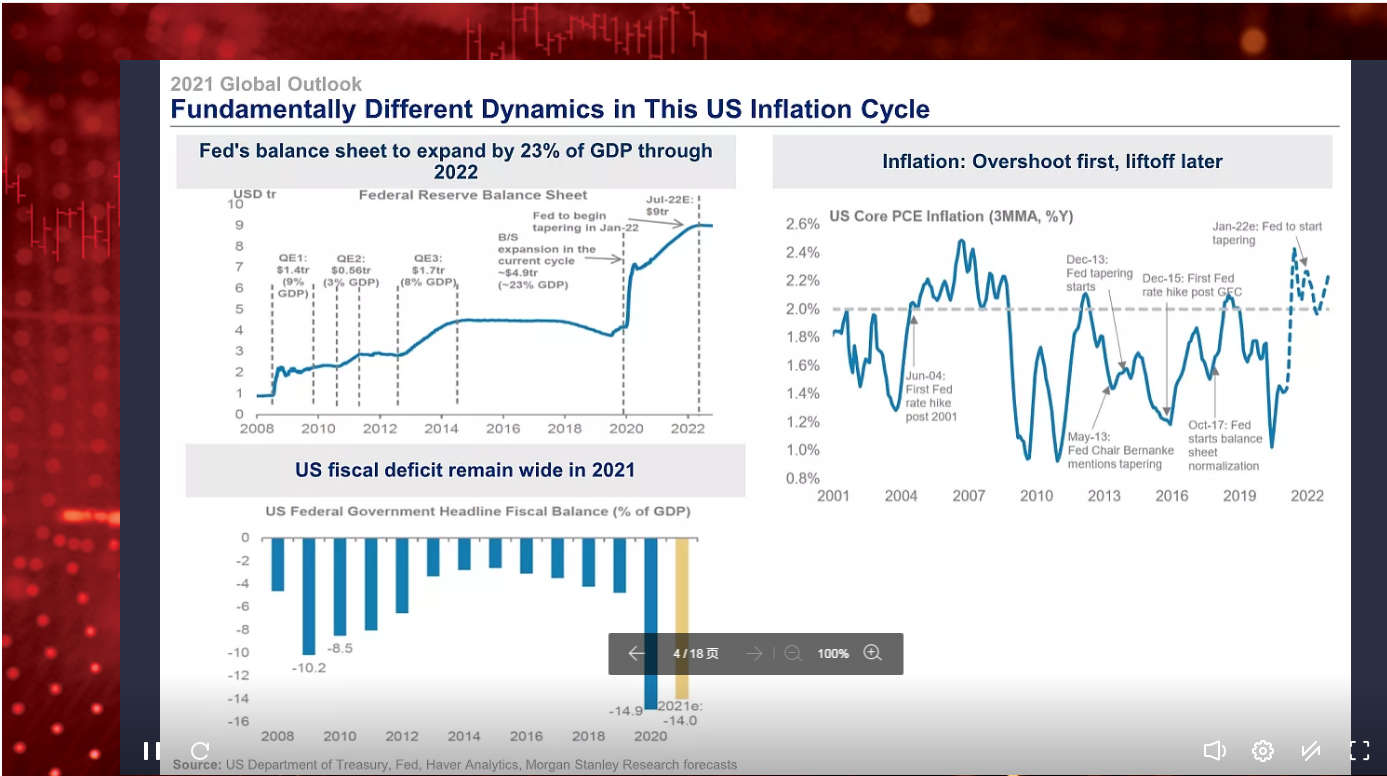 2021 Global Outlook
Fundamentally Different Dynamics in This US Inflation Cycle
Fed's balance sheet to expand by 23% of GDP through
2022
USD tr
Federal Reserve Balance Sheet
10
9
8
7
6
5
4
3
2
1
0
2008 2010 2012 2014 2016 2018 2020 2022
QE1:
$1.4tr
(9%
GDP)
QE2:
$0.56tr
(3% GDP)
QE3:
$1.7tr
(8% GDP)
B/S
expansion in the
current cycle
~$4.9tr
(~23% GDP)
Fed to begin
tapering in Jan-22
Jul-22E:
$9tr
US fiscal deficit remain wide in 2021
US Federal Government Headline Fiscal Balance (% of GDP)
0
-2
-4
-6
-8
-10
-12
-14
-16
-10.2
-8.5
-14.9
2021e:
-14.0
2008 2010 2012 2014 2016 2018 2020
Inflation: Overshoot first, liftoff later
US Core PCE Inflation (3MMA, %Y)
2.6%
2.4%
2.2%
2.0%
1.8%
1.6%
1.4%
1.2%
1.0%
0.8%
2001 2004 2007 2010 2013 2016 2019 2022
Jun-04:
First Fed
rate hike
post 2001
Dec-13:
Fed tapering
starts
May-13:
Fed Chair Bernanke
mentions tapering
Dec-15: First Fed
rate hike post GFC
Oct-17: Fed
starts balance
sheet
normalization
Jan-22e: Fed to start
tapering
4/18页
100%
Source: US Department of Treasury, Fed, Haver Analytics, Morgan Stanley Research forecasts